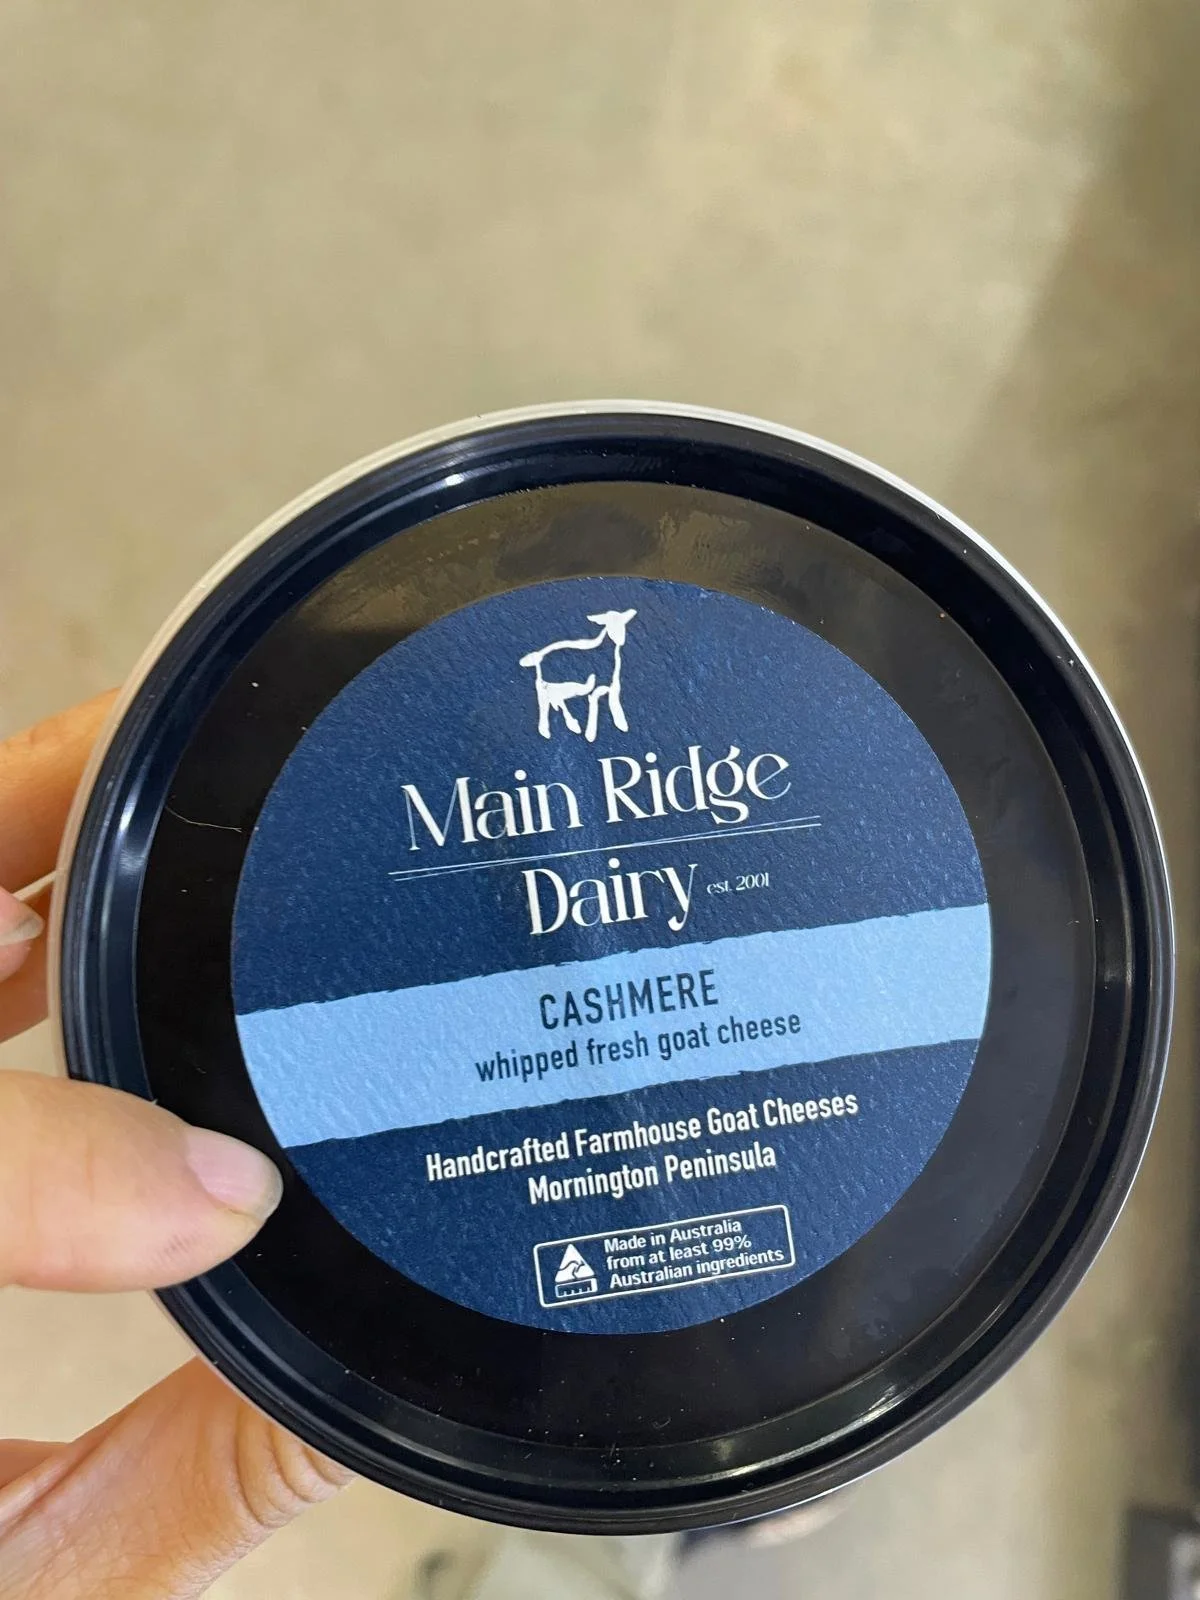 Main Ridge
Dairy est. 2001
CASHMERE
whipped fresh goat cheese
Handcrafted Farmhouse Goat Cheeses
Mornington Peninsula
Made in Australia
from at least 99%
Australian ingredients